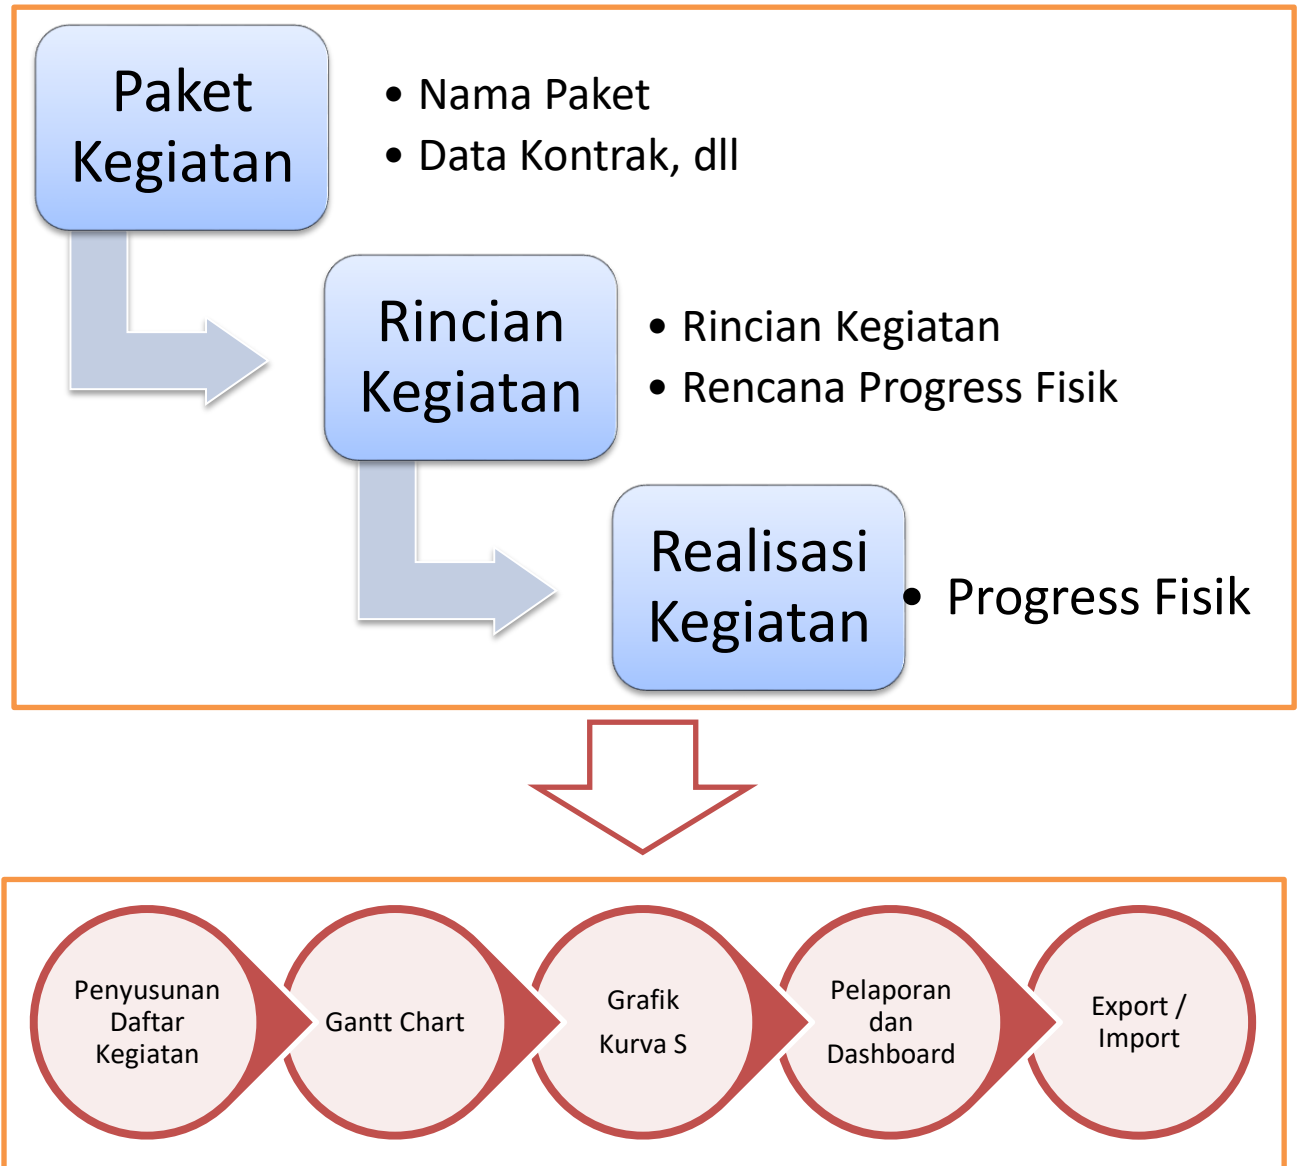 Paket
Kegiatan
• Nama Paket
• Data Kontrak, dll
Rincian
Kegiatan
• Rincian Kegiatan
• Rencana Progress Fisik
Realisasi
Kegiatan
• Progress Fisik
Penyusunan
Daftar
Kegiatan
Gantt Chart
Grafik
Kurva S
Pelaporan
dan
Dashboard
Export /
Import